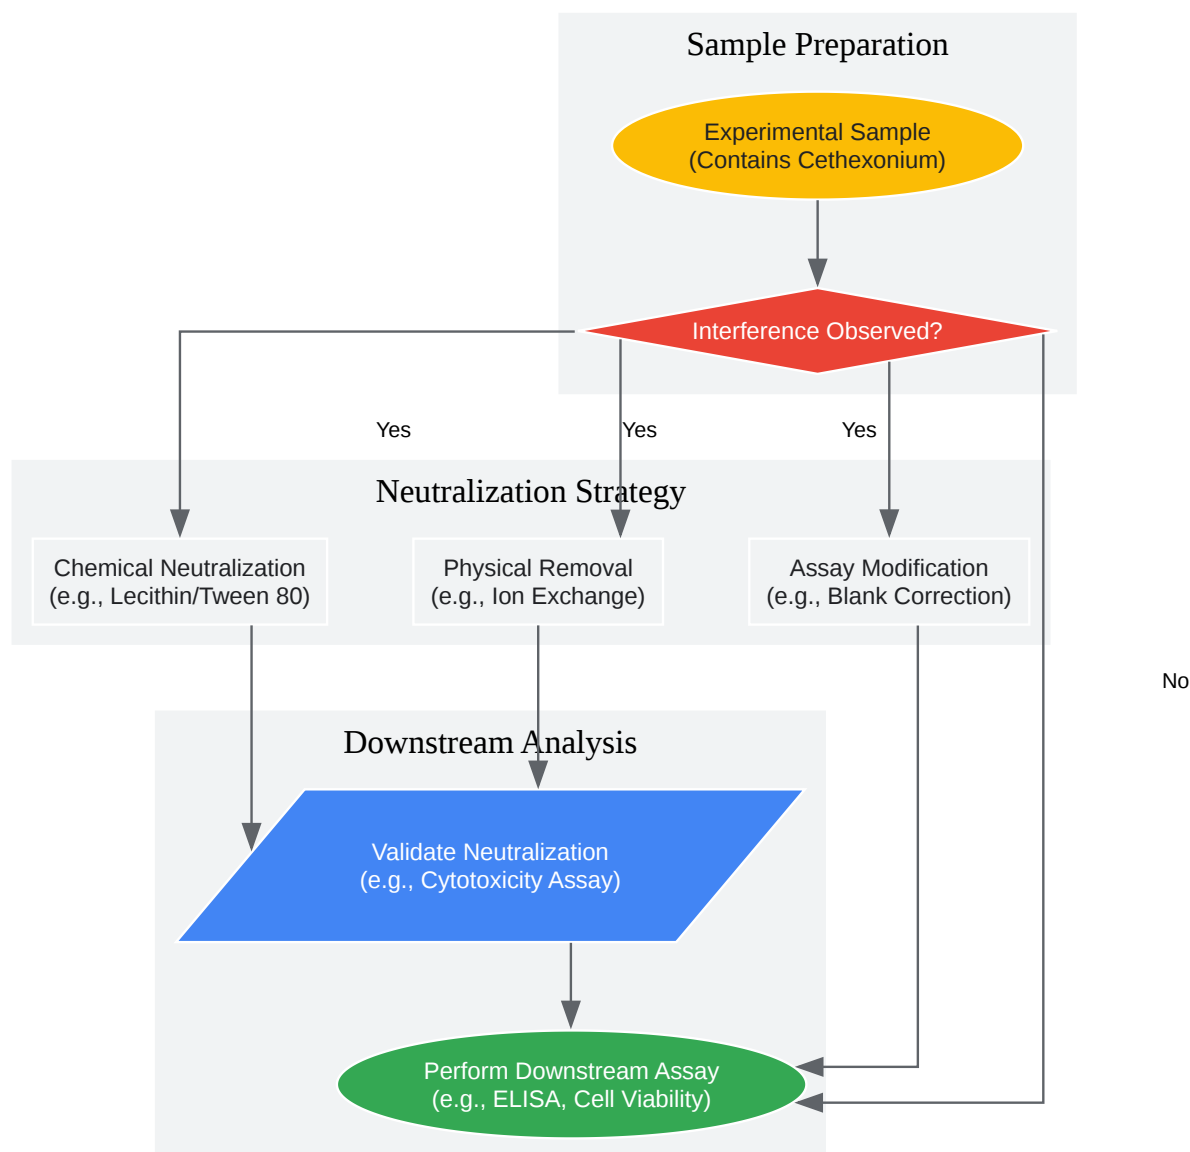 Sample Preparation
Experimental Sample
(Contains Cethexonium)
Interference Observed?
Yes
Yes
Yes
Neutralization Strategy
Chemical Neutralization
(e.g., Lecithin/Tween 80)
Physical Removal
(e.g., Ion Exchange)
Assay Modification
(e.g., Blank Correction)
No
Downstream Analysis
Validate Neutralization
(e.g., Cytotoxicity Assay)
Perform Downstream Assay
(e.g., ELISA, Cell Viability)